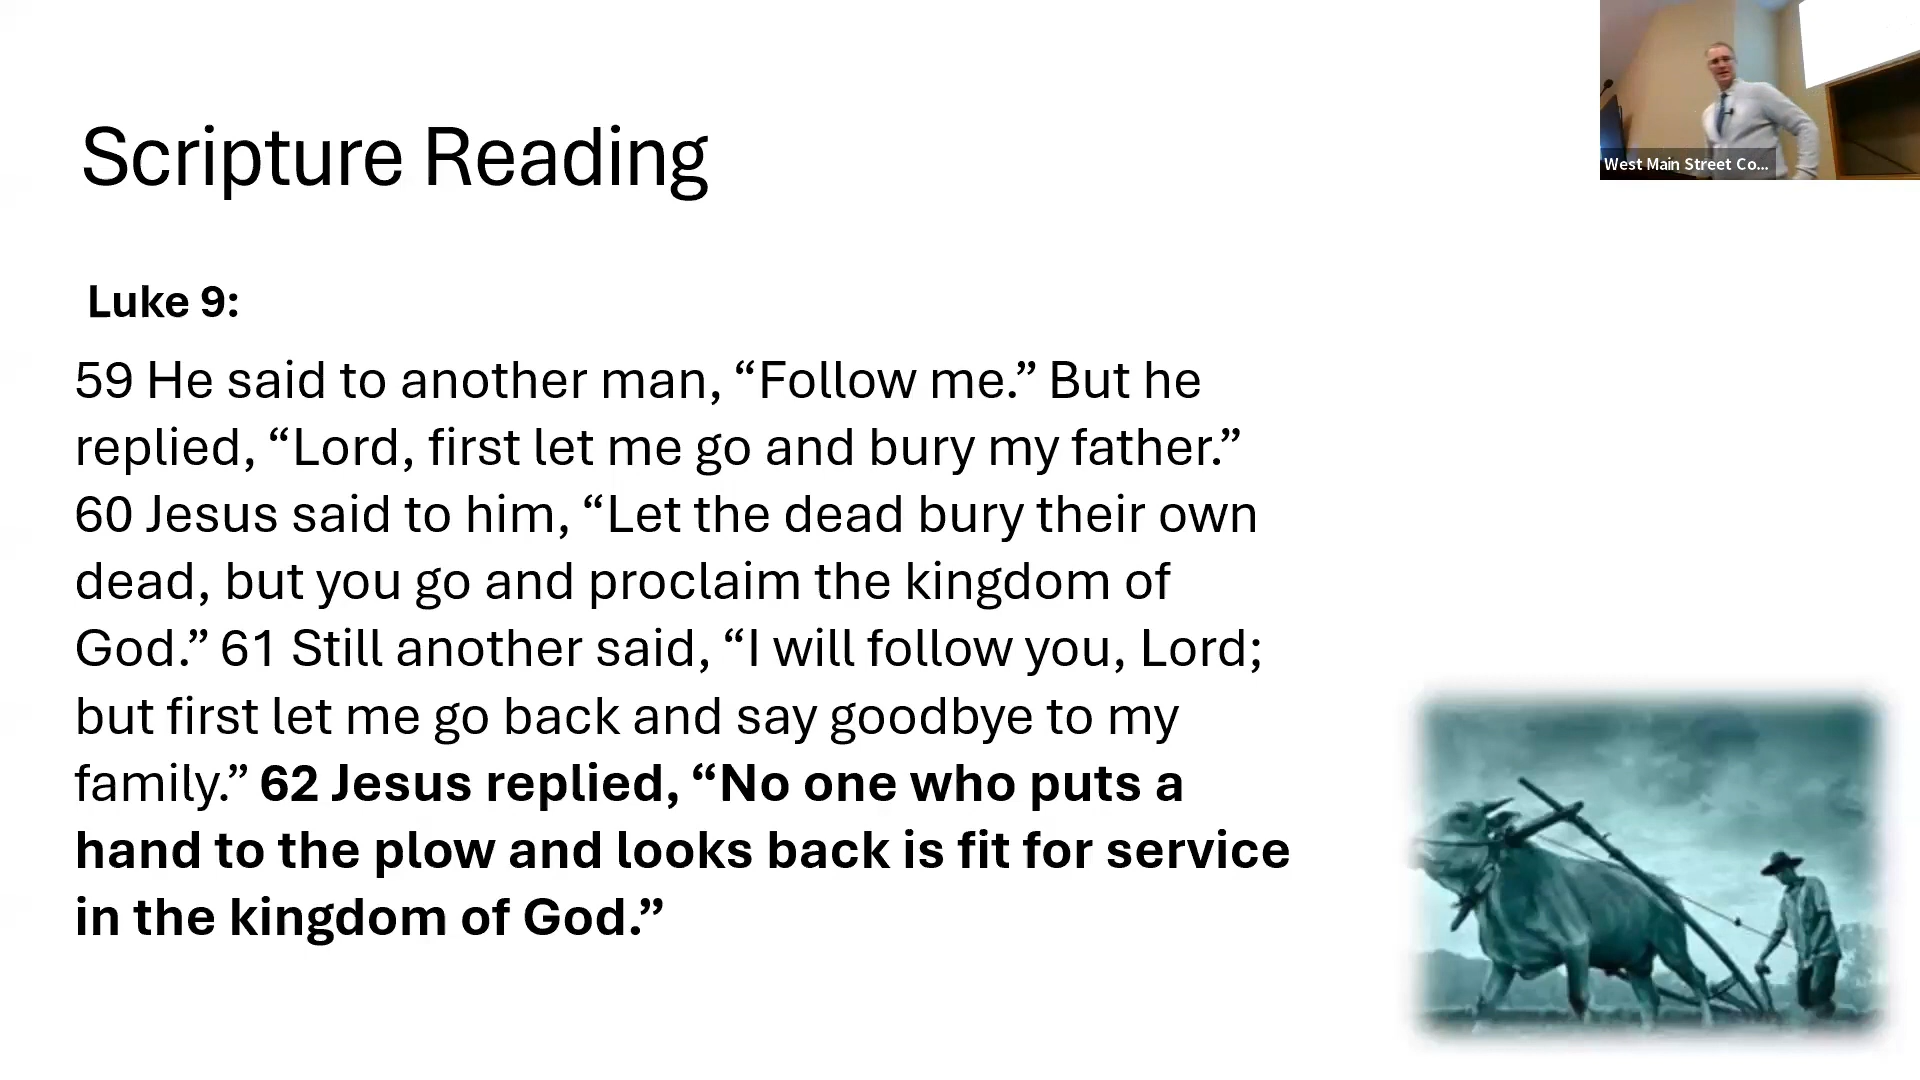 Scripture Reading
West Main Street Co...
Luke 9:
59 He said to another man, “Follow me.” But he
replied, “Lord, first let me go and bury my father.”
60 Jesus said to him, “Let the dead bury their own
dead, but you go and proclaim the kingdom of
God.” 61 Still another said, “I will follow you, Lord;
but first let me go back and say goodbye to my
family.” 62 Jesus replied, “No one who puts a
hand to the plow and looks back is fit for service
in the kingdom of God.”